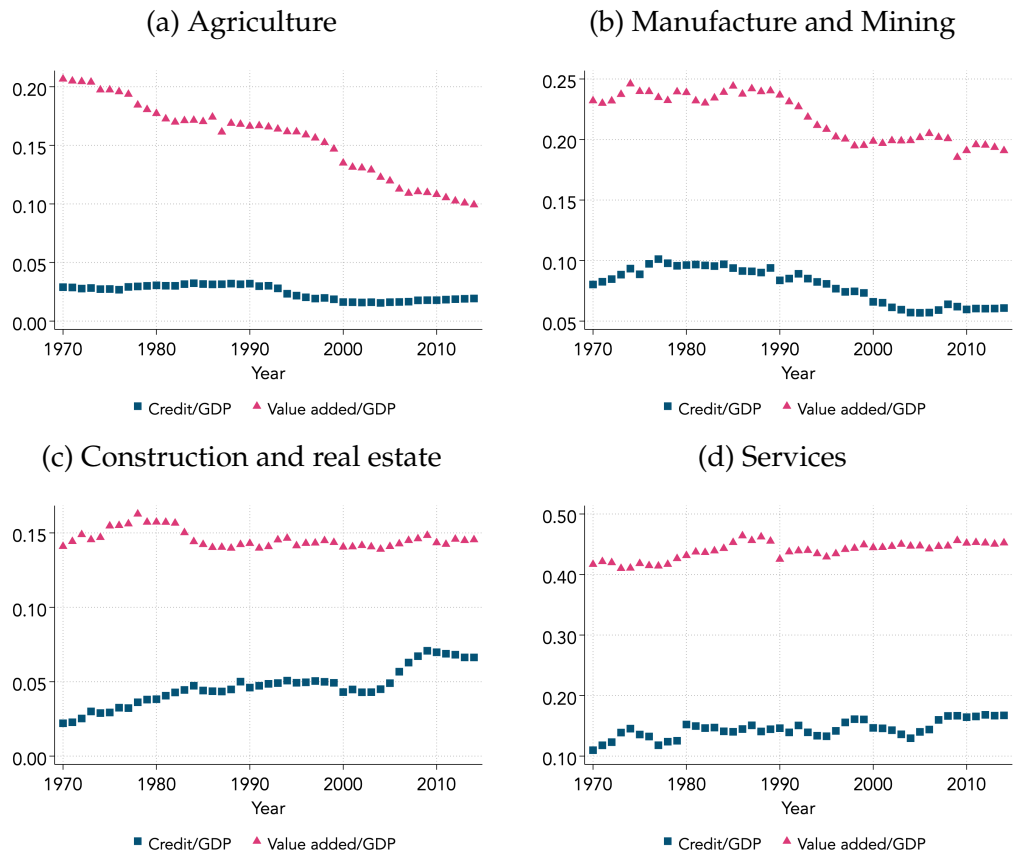 (a) Agriculture
0.20
0.15
0.10
0.05
0.00
1970 1980 1990 2000 2010
Year
Credit/GDP Value added/GDP
(b) Manufacture and Mining
0.25
0.20
0.15
0.10
0.05
1970 1980 1990 2000 2010
Year
Credit/GDP Value added/GDP
(c) Construction and real estate
0.15
0.10
0.05
0.00
1970 1980 1990 2000 2010
Year
Credit/GDP Value added/GDP
(d) Services
0.50
0.40
0.30
0.20
0.10
1970 1980 1990 2000 2010
Year
Credit/GDP Value added/GDP